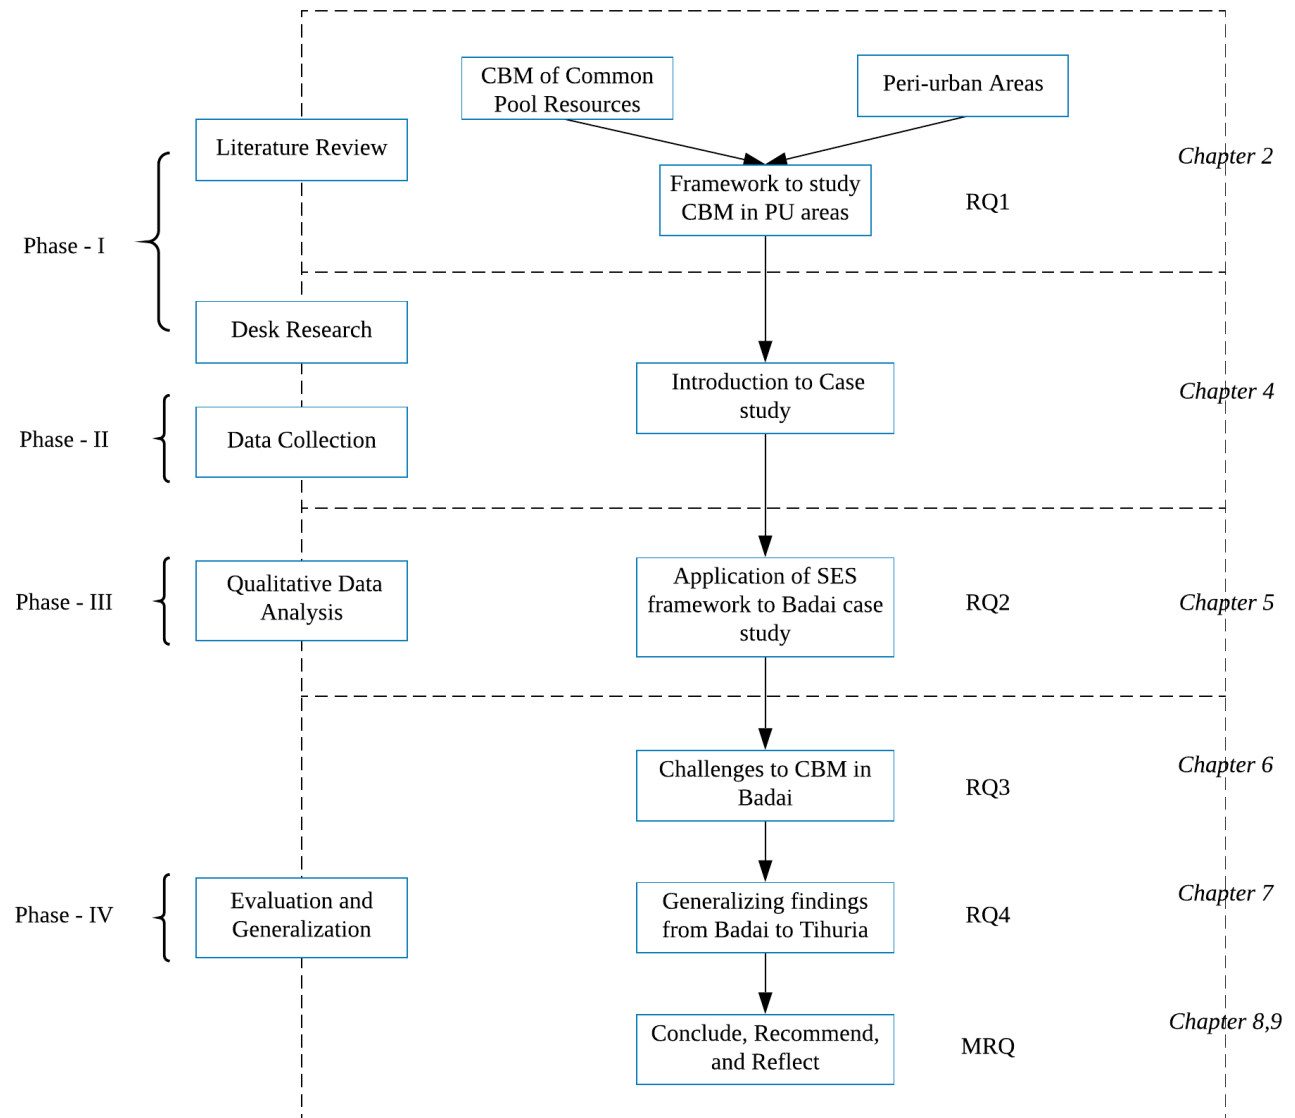 CBM of Common
Pool Resources
Peri-urban Areas
Literature Review
Chapter 2
Framework to study
CBM in PU areas
RQ1
Phase - I
Desk Research
Introduction to Case
study
Chapter 4
Phase - II
Data Collection
Phase - III
Qualitative Data
Analysis
Application of SES
framework to Badai case
study
RQ2
Chapter 5
Challenges to CBM in
Badai
RQ3
Chapter 6
Phase - IV
Evaluation and
Generalization
Generalizing findings
from Badai to Tihuria
RQ4
Chapter 7
Conclude, Recommend,
and Reflect
MRQ
Chapter 8,9